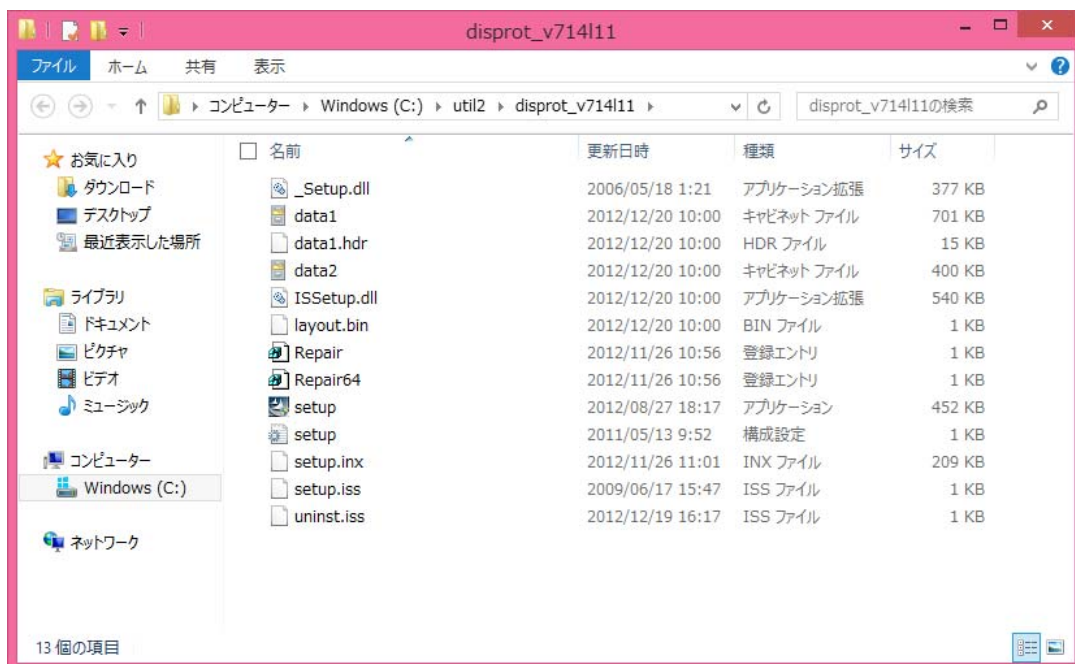 disprot_v714l11
ファイル ホーム 共有 表示
コンピューター Windows (C:) util2 disprot_v714l11 disprot_v714l11の検索
名前 更新日時 種類 サイズ
お気に入り
ダウンロード
デスクトップ
最近表示した場所
ライブラリ
ドキュメント
ピクチャ
ビデオ
ミュージック
コンピューター
Windows (C:)
ネットワーク
_Setup.dll 2006/05/18 1:21 アプリケーション拡張 377 KB
data1 2012/12/20 10:00 キャビネット ファイル 701 KB
data1.hdr 2012/12/20 10:00 HDR ファイル 15 KB
data2 2012/12/20 10:00 キャビネット ファイル 400 KB
ISSetup.dll 2012/12/20 10:00 アプリケーション拡張 540 KB
layout.bin 2012/12/20 10:00 BIN ファイル 1 KB
Repair 2012/11/26 10:56 登録エントリ 1 KB
Repair64 2012/11/26 10:56 登録エントリ 1 KB
setup 2012/08/27 18:17 アプリケーション 452 KB
setup 2011/05/13 9:52 構成設定 1 KB
setup.inx 2012/11/26 11:01 INX ファイル 209 KB
setup.iss 2009/06/17 15:47 ISS ファイル 1 KB
uninst.iss 2012/12/19 16:17 ISS ファイル 1 KB
13 個の項目